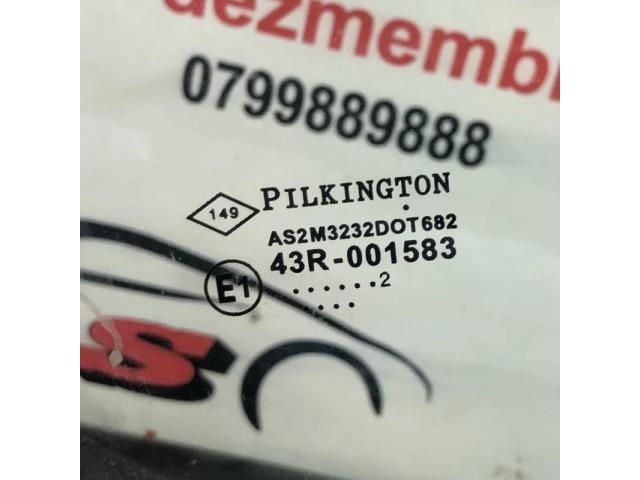 dezmembr
0799889888
149
PILKINGTON
AS2M3232DOT682
43R-001583
E1
......2
...
S